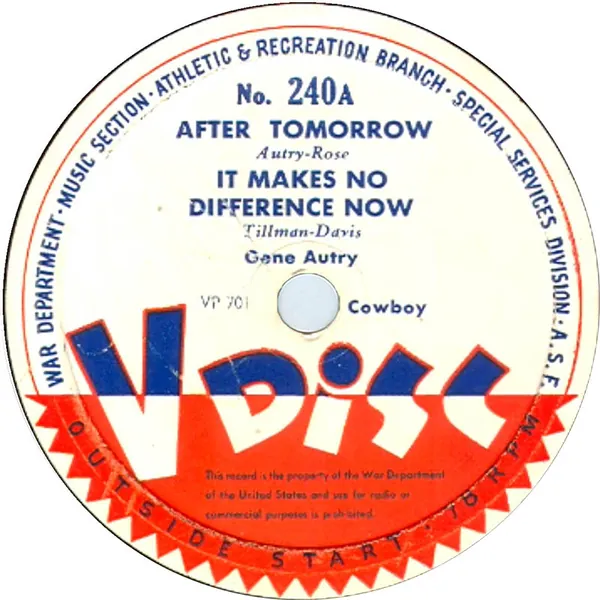 WAR DEPARTMENT · MUSIC SECTION · ATHLETIC & RECREATION BRANCH · SPECIAL SERVICES DIVISION · A.S.F.
No. 240A
AFTER TOMORROW
Autry-Rose
IT MAKES NO
DIFFERENCE NOW
Tillman-Davis
Gene Autry
VP 701
Cowboy
V DiSC
This record is the property of the War Department
of the United States and use for radio or
commercial purposes is prohibited.
OUTSIDE START · 78 RPM